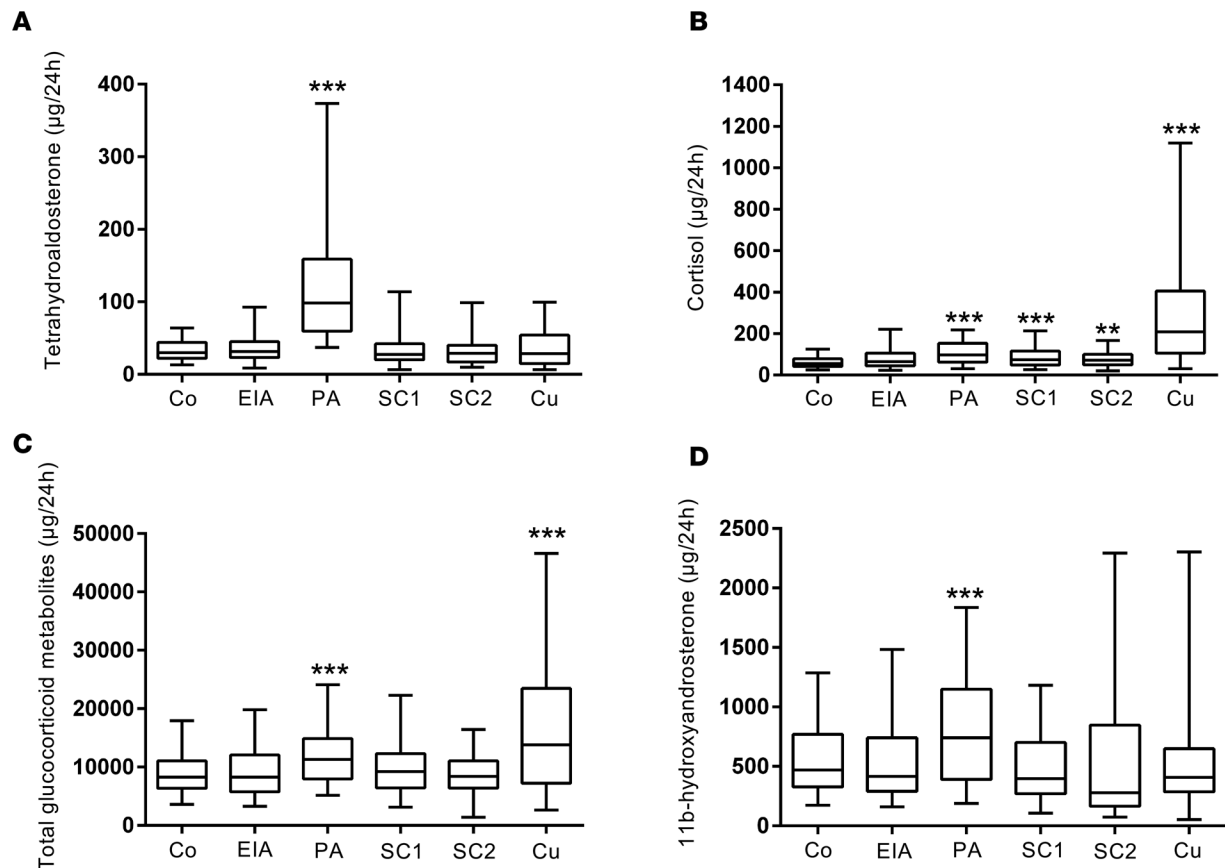 A
Tetrahydroaldosterone (µg/24h)
400
300
200
100
0
***
Co EIA PA SC1 SC2 Cu
B
Cortisol (µg/24h)
1400
1200
1000
800
600
400
200
0
*** *** ** ***
Co EIA PA SC1 SC2 Cu
C
Total glucocorticoid metabolites (µg/24h)
50000
40000
30000
20000
10000
0
*** ***
Co EIA PA SC1 SC2 Cu
D
11b-hydroxyandrosterone (µg/24h)
2500
2000
1500
1000
500
0
***
Co EIA PA SC1 SC2 Cu